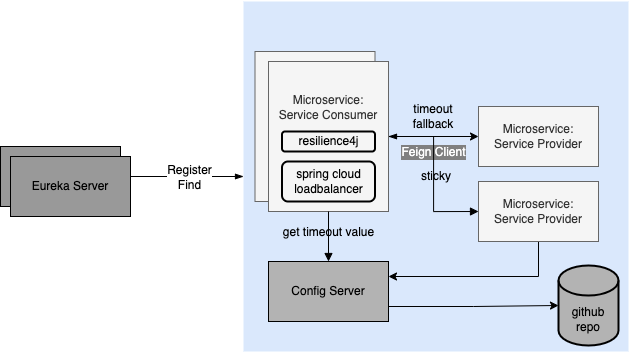 Eureka Server
Register
Find
Microservice:
Service Consumer
resilience4j
spring cloud
loadbalancer
timeout
fallback
Feign Client
sticky
Microservice:
Service Provider
Microservice:
Service Provider
get timeout value
Config Server
github
repo